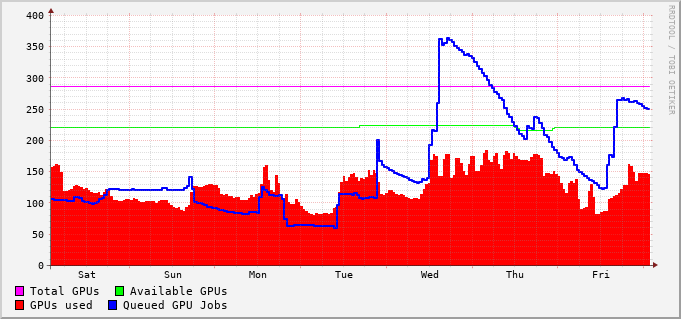 400
350
300
250
200
150
100
50
0
Sat Sun Mon Tue Wed Thu Fri
Total GPUs Available GPUs
GPUs used Queued GPU Jobs
RRDTOOL / TOBI OETIKER